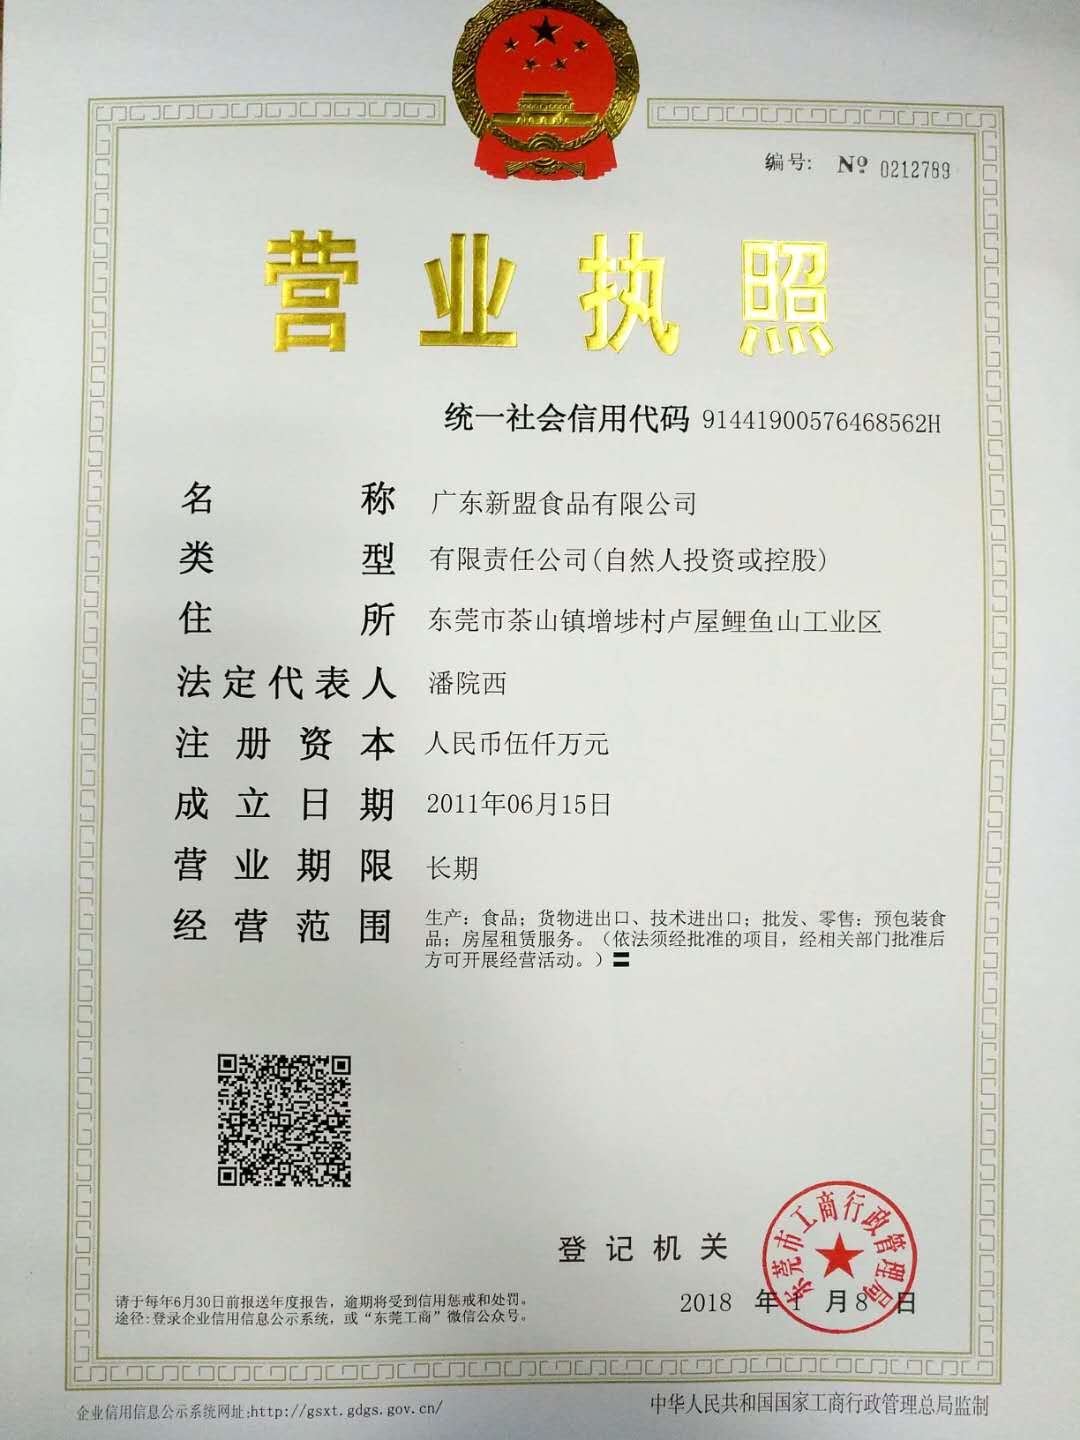 编号: Nº 0212789
营业执照
统一社会信用代码 91441900576468562H
名称 广东新盟食品有限公司
类型 有限责任公司(自然人投资或控股)
住所 东莞市茶山镇增埗村卢屋鲤鱼山工业区
法定代表人 潘院西
注册资本 人民币伍仟万元
成立日期 2011年06月15日
营业期限 长期
经营范围 生产：食品；货物进出口、技术进出口；批发、零售：预包装食
品；房屋租赁服务。（依法须经批准的项目，经相关部门批准后
方可开展经营活动。）〓
登记机关
东莞市工商行政管理局
2018 年 1 月 8 日
请于每年6月30日前报送年度报告，逾期将受到信用惩戒和处罚。
途径:登录企业信用信息公示系统，或“东莞工商”微信公众号。
企业信用信息公示系统网址:http://gsxt.gdgs.gov.cn/
中华人民共和国国家工商行政管理总局监制